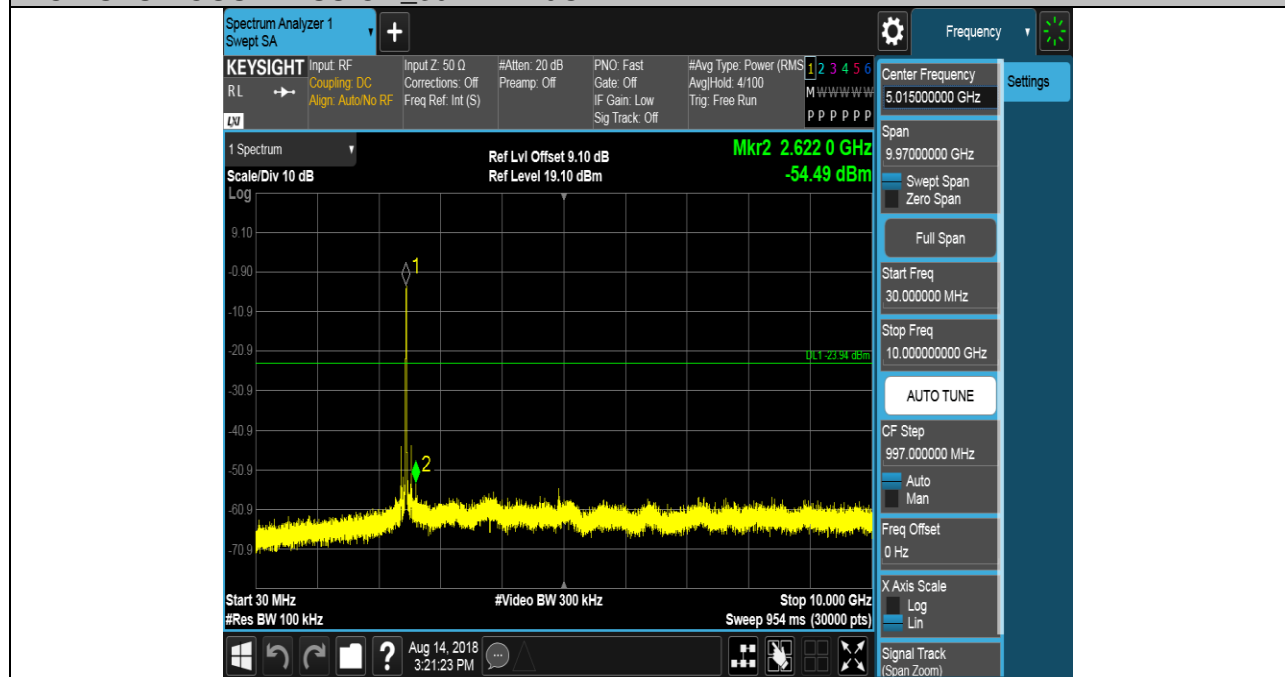 Spectrum Analyzer 1
Swept SA
+
Frequency
KEYSIGHT
RL
LXI
Input: RF
Coupling: DC
Align: Auto/No RF
Input Z: 50 Ω
Corrections: Off
Freq Ref: Int (S)
#Atten: 20 dB
Preamp: Off
PNO: Fast
Gate: Off
IF Gain: Low
Sig Track: Off
#Avg Type: Power (RMS
Avg|Hold: 4/100
Trig: Free Run
1 2 3 4 5 6
M W W W W W
P P P P P P
1 Spectrum
Scale/Div 10 dB
Ref Lvl Offset 9.10 dB
Ref Level 19.10 dBm
Mkr2 2.622 0 GHz
-54.49 dBm
Log
9.10
-0.90
-10.9
-20.9
-30.9
-40.9
-50.9
-60.9
-70.9
1
2
DL1 -23.94 dBm
Start 30 MHz
#Res BW 100 kHz
#Video BW 300 kHz
Stop 10.000 GHz
Sweep 954 ms (30000 pts)
Center Frequency
5.015000000 GHz
Span
9.97000000 GHz
Swept Span
Zero Span
Full Span
Start Freq
30.000000 MHz
Stop Freq
10.000000000 GHz
AUTO TUNE
CF Step
997.000000 MHz
Auto
Man
Freq Offset
0 Hz
X Axis Scale
Log
Lin
Signal Track
(Span Zoom)
Settings
?
Aug 14, 2018
3:21:23 PM